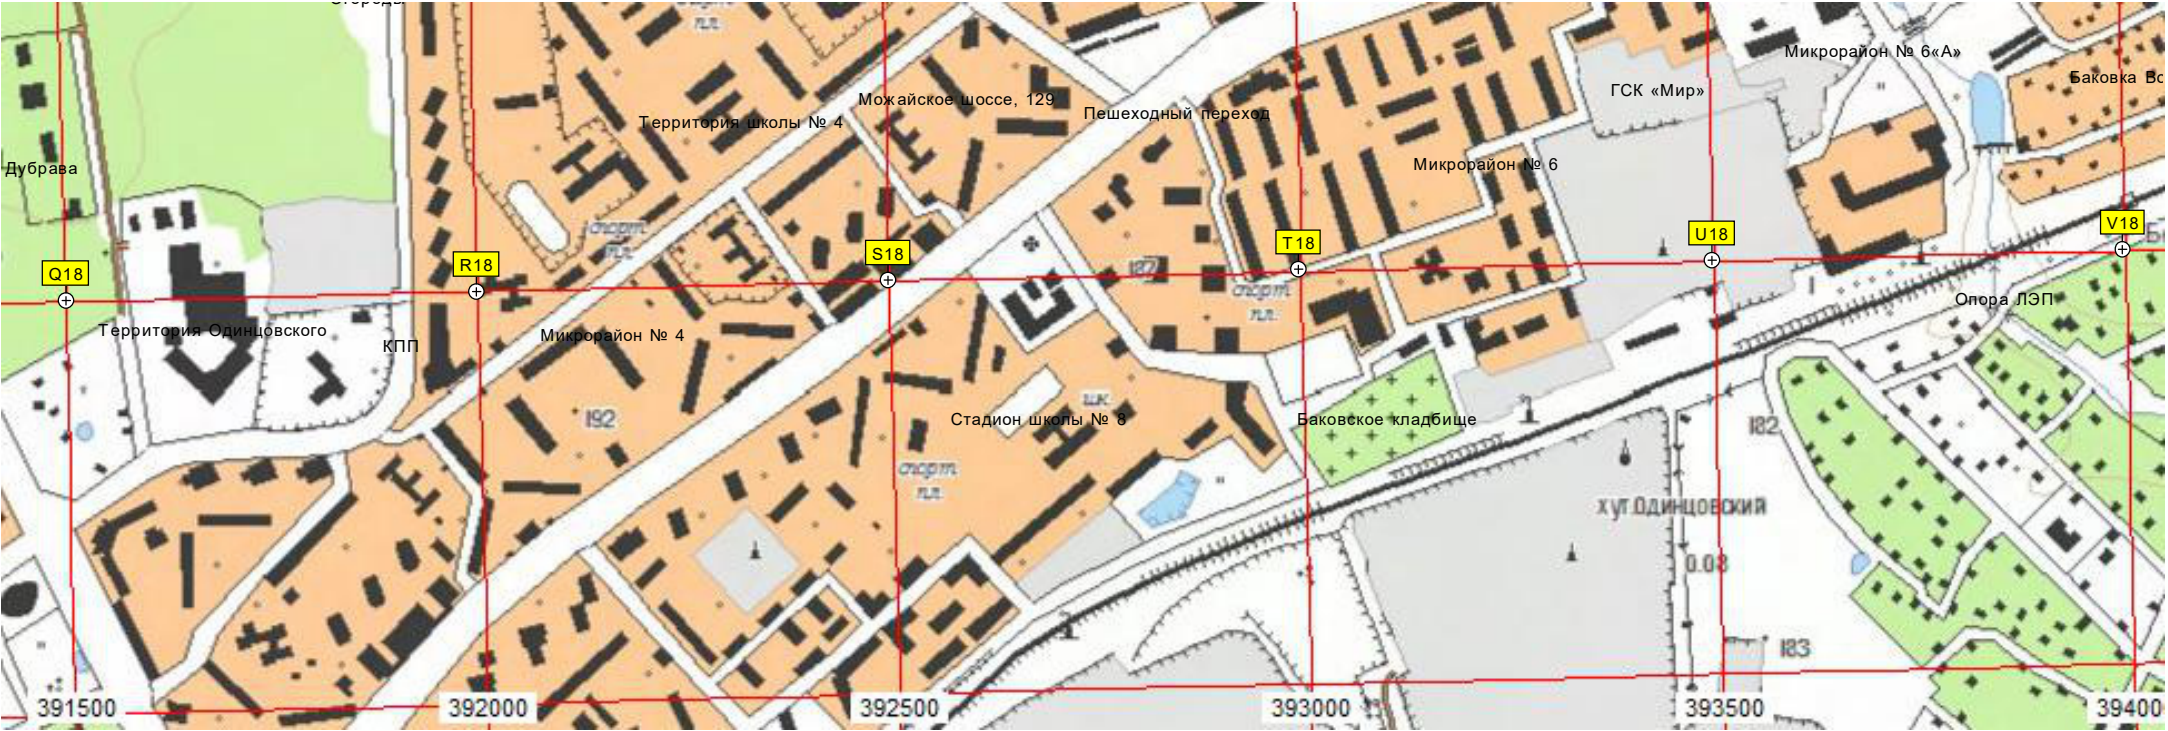 спорт.
пл.
Микрорайон № 6«А»
Баковка Вс
ГСК «Мир»
Можайское шоссе, 129
Пешеходный переход
Территория школы № 4
Дубрава
Микрорайон № 6
спорт.
пл.
Q18
R18
S18
T18
U18
V18
187
спорт.
пл.
Опора ЛЭП
Территория Одинцовского
КПП
Микрорайон № 4
192
шк.
Стадион школы № 8
Баковское кладбище
182
спорт.
пл.
хут.Одинцовский
0.08
183
391500
392000
392500
393000
393500
39400